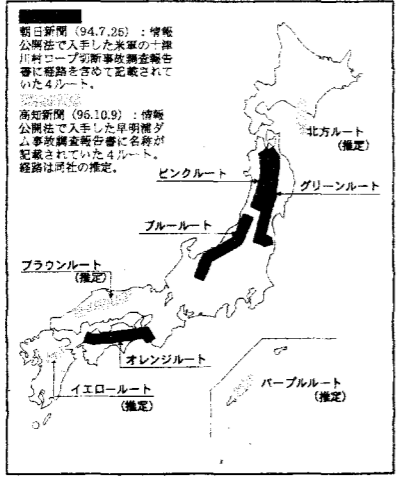 朝日新聞（94.7.25）：情報
公開法で入手した米軍の十津
川村ロープ切断事故調査報告
書に経路を含めて記載されて
いた4ルート。
高知新聞（95.10.9）：情報
公開法で入手した早明浦ダ
ム事故調査報告書に名称が
記載されていた4ルート。
経路は同社の推定。
北方ルート
（推定）
ピンクルート
グリーンルート
ブルールート
ブラウンルート
（推定）
オレンジルート
イエロールート
（推定）
パープルルート
（推定）